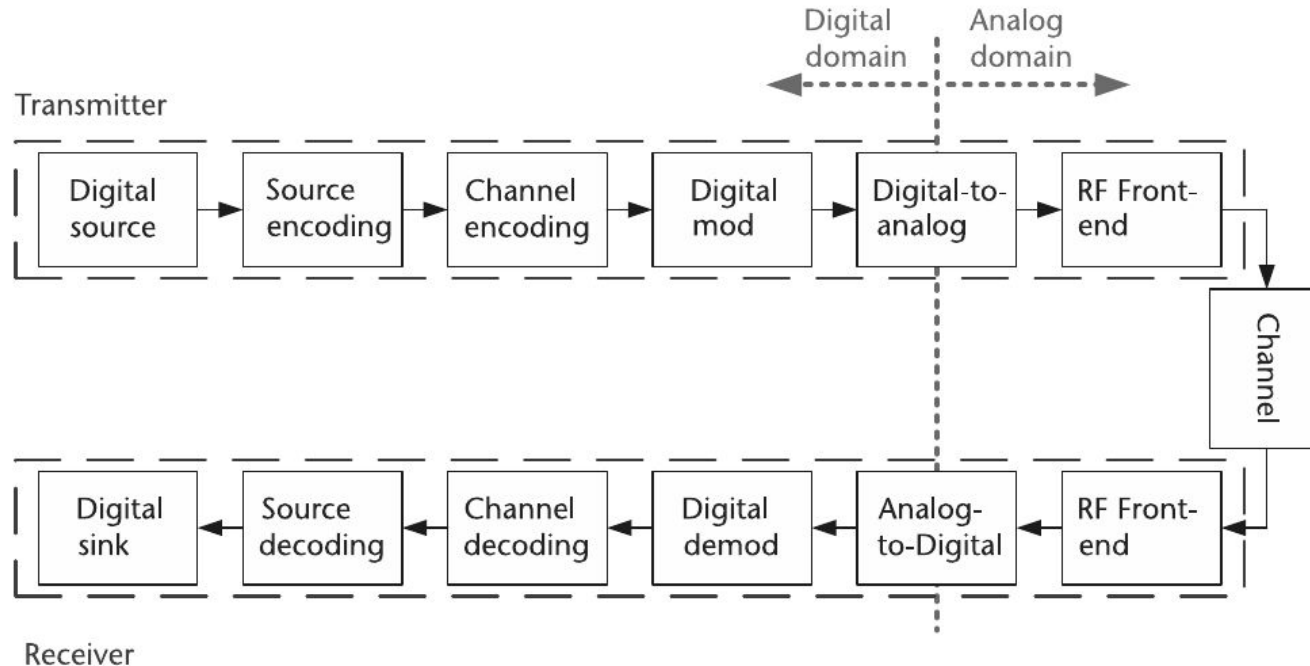 Digital
domain
Analog
domain
Transmitter
Digital
source
Source
encoding
Channel
encoding
Digital
mod
Digital-to-
analog
RF Front-
end
Channel
Digital
sink
Source
decoding
Channel
decoding
Digital
demod
Analog-
to-Digital
RF Front-
end
Receiver